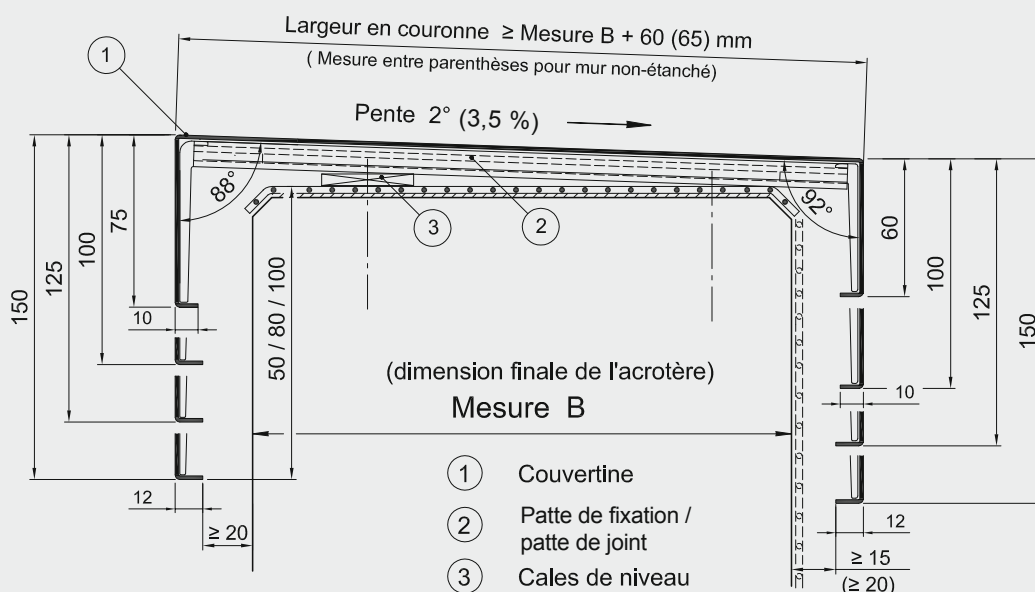 Largeur en couronne ≥ Mesure B + 60 (65) mm
( Mesure entre parenthèses pour mur non-étanché)
1
Pente 2° (3,5 %)
88°
92°
3
2
75
100
125
150
10
12
≥ 20
50 / 80 / 100
60
100
125
150
10
12
≥ 15
(≥ 20)
(dimension finale de l'acrotère)
Mesure B
1 Couvertine
2 Patte de fixation /
patte de joint
3 Cales de niveau